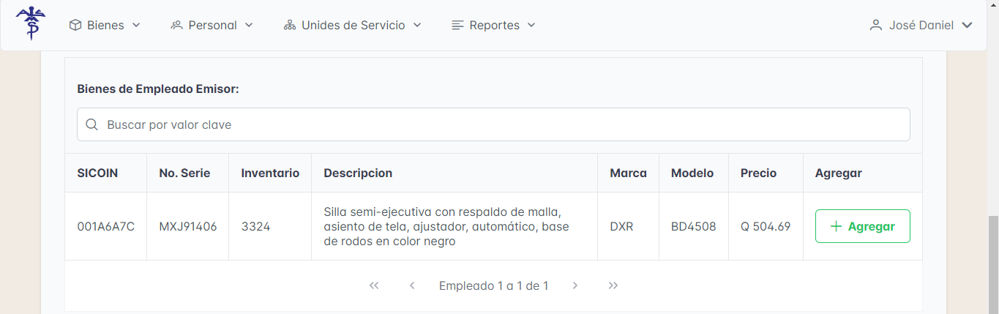 Bienes Personal Unides de Servicio Reportes José Daniel
Bienes de Empleado Emisor:
Buscar por valor clave
SICOIN No. Serie Inventario Descripcion Marca Modelo Precio Agregar
001A6A7C MXJ91406 3324 Silla semi-ejecutiva con respaldo de malla,
asiento de tela, ajustador, automático, base
de rodos en color negro
DXR BD4508 Q 504.69 Agregar
Empleado 1 a 1 de 1